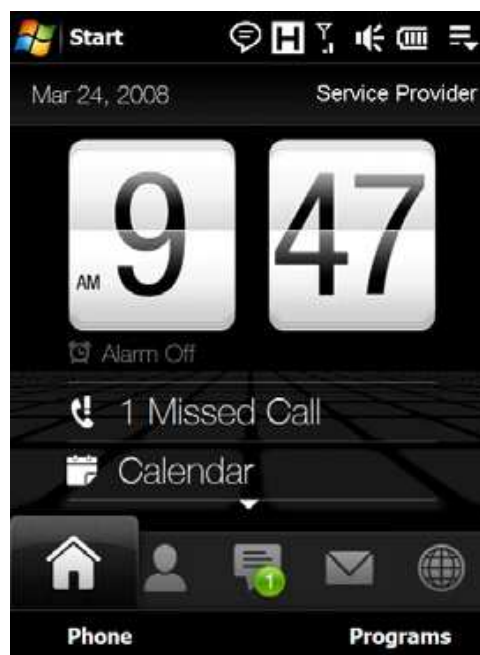 Start H
Mar 24, 2008 Service Provider
9 47
AM
Alarm Off
1 Missed Call
Calendar
1
Phone Programs